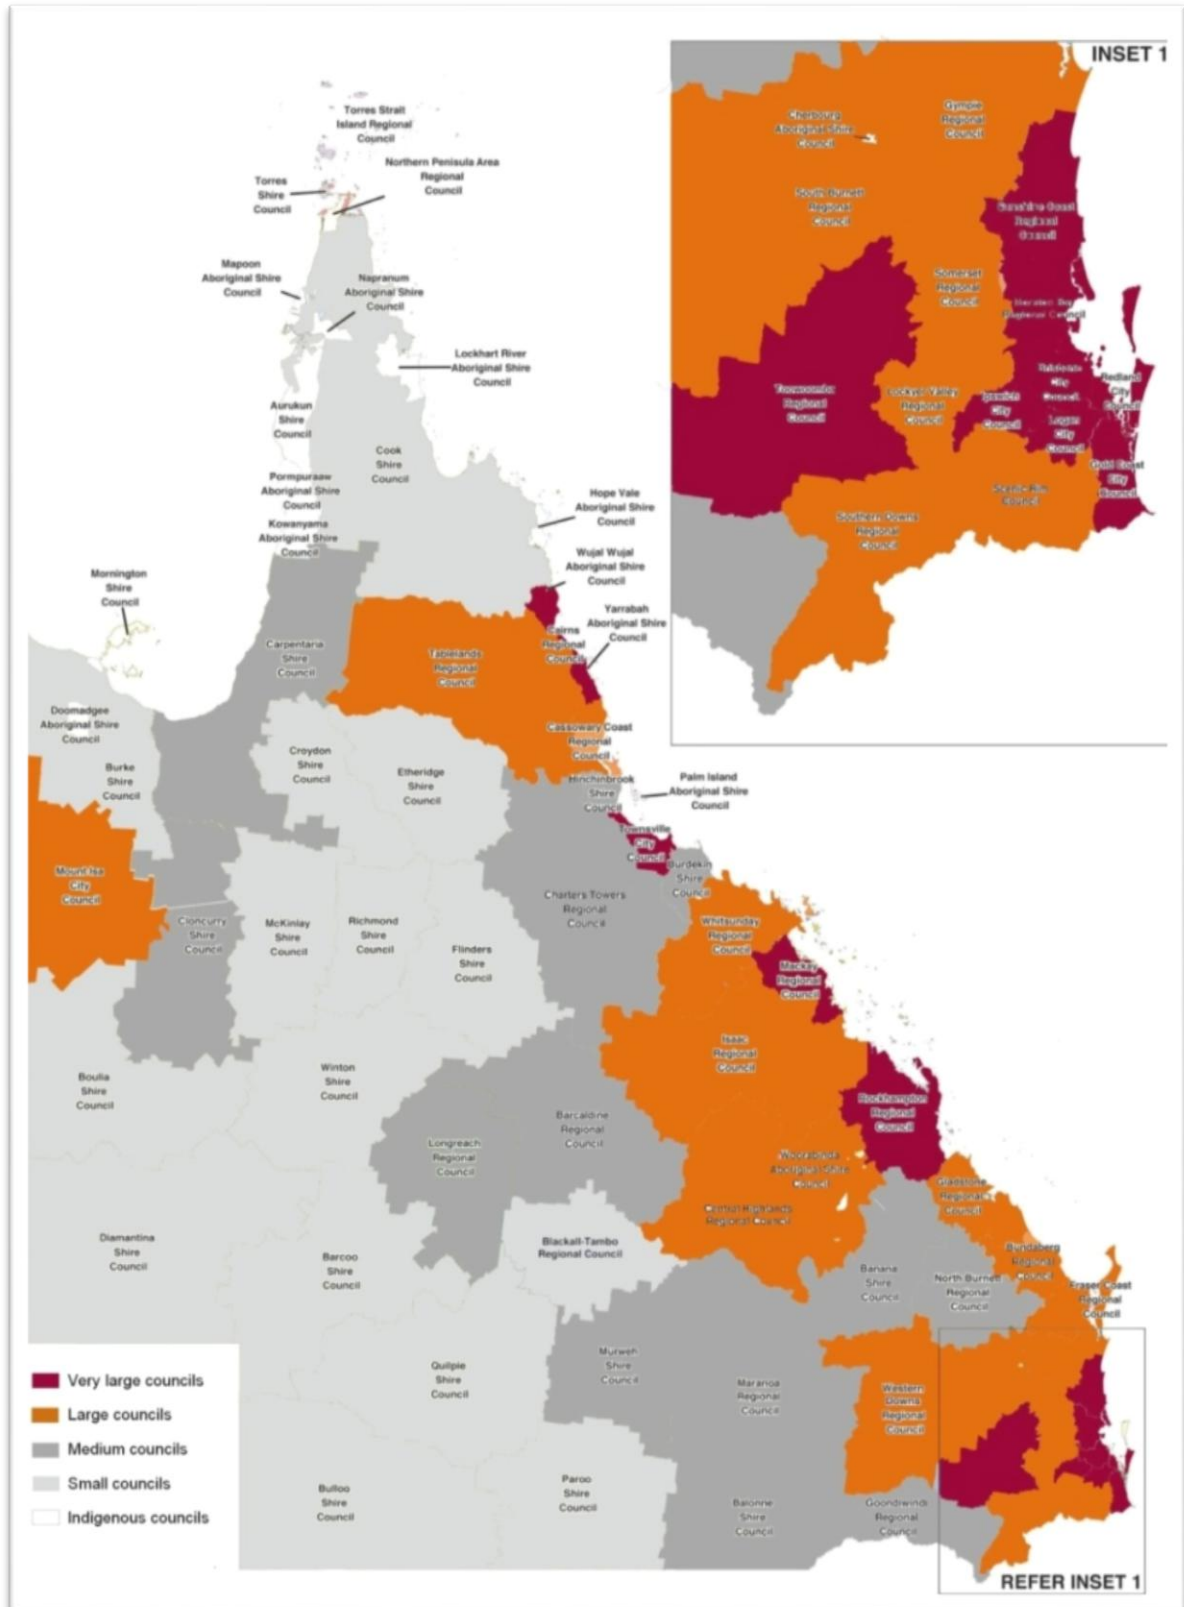 INSET 1
Torres Strait
Island Regional
Council
Northern Penisula Area
Regional
Council
Torres
Shire
Council
Mapoon
Aboriginal Shire
Council
Napranum
Aboriginal Shire
Council
Lockhart River
Aboriginal Shire
Council
Aurukun
Shire
Council
Cook
Shire
Council
Pormpuraaw
Aboriginal Shire
Council
Kowanyama
Aboriginal Shire
Council
Hope Vale
Aboriginal Shire
Council
Wujal Wujal
Aboriginal Shire
Council
Mornington
Shire
Council
Yarrabah
Aboriginal Shire
Council
Cairns
Regional
Council
Carpentaria
Shire
Council
Tablelands
Regional
Council
Doomadgee
Aboriginal Shire
Council
Cassowary Coast
Regional
Council
Croydon
Shire
Council
Burke
Shire
Council
Etheridge
Shire
Council
Hinchinbrook
Shire
Council
Palm Island
Aboriginal Shire
Council
Townsville
City
Council
Burdekin
Shire
Council
Mount Isa
City
Council
Charters Towers
Regional
Council
Cloncurry
Shire
Council
McKinlay
Shire
Council
Richmond
Shire
Council
Flinders
Shire
Council
Whitsunday
Regional
Council
Mackay
Regional
Council
Isaac
Regional
Council
Boulia
Shire
Council
Winton
Shire
Council
Rockhampton
Regional
Council
Barcaldine
Regional
Council
Longreach
Regional
Council
Woorabinda
Aboriginal Shire
Council
Gladstone
Regional
Council
Central Highlands
Regional Council
Diamantina
Shire
Council
Barcoo
Shire
Council
Blackall-Tambo
Regional Council
Banana
Shire
Council
North Burnett
Regional
Council
Bundaberg
Regional
Council
Fraser Coast
Regional
Council
Quilpie
Shire
Council
Murweh
Shire
Council
Maranoa
Regional
Council
Western
Downs
Regional
Council
Bulloo
Shire
Council
Paroo
Shire
Council
Balonne
Shire
Council
Goondiwindi
Regional
Council
Cherbourg
Aboriginal Shire
Council
Gympie
Regional
Council
South Burnett
Regional
Council
Sunshine Coast
Regional
Council
Somerset
Regional
Council
Moreton Bay
Regional Council
Toowoomba
Regional
Council
Lockyer Valley
Regional
Council
Ipswich
City
Council
Brisbane
City
Council
Redland
City
Council
Logan
City
Council
Gold Coast
City
Council
Scenic Rim
Council
Southern Downs
Regional
Council
Very large councils
Large councils
Medium councils
Small councils
Indigenous councils
REFER INSET 1